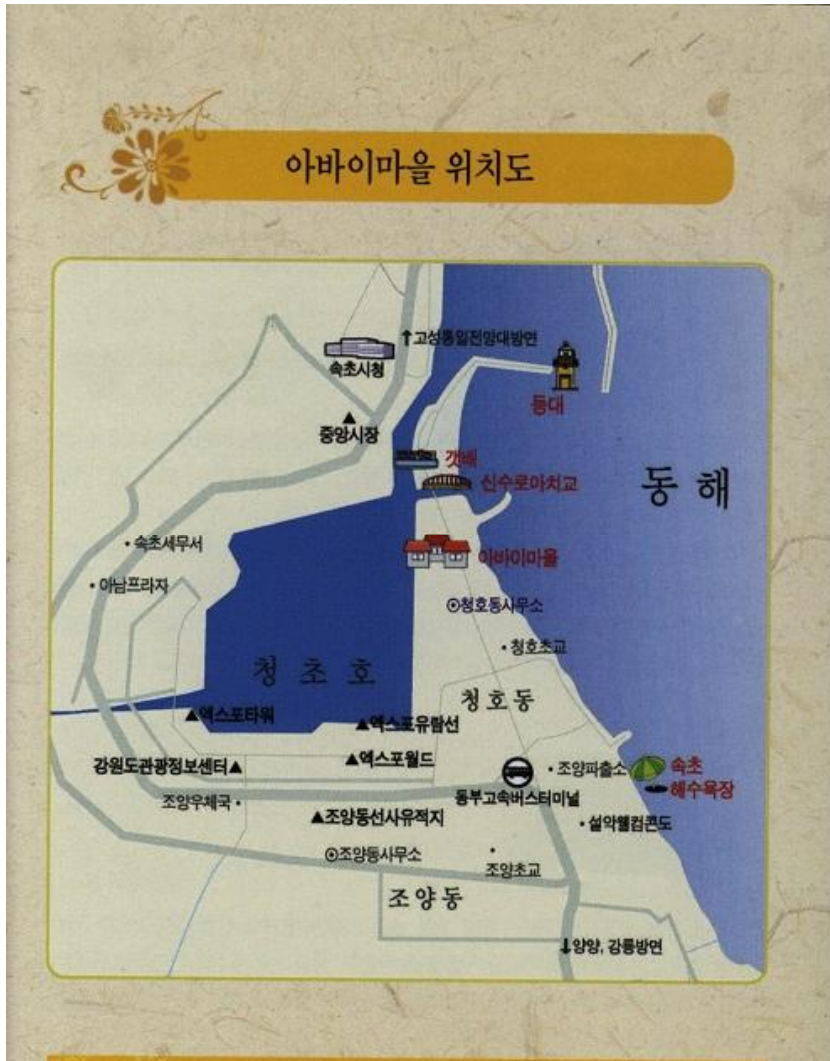 아바이마을 위치도
↑고성통일전망대방면
속초시청
등대
▲
중앙시장
갯배
신수로아치교
동해
• 속초세무서
아바이마을
• 아남프라자
⊙청호동사무소
• 청호초교
청초호
청호동
▲엑스포타워
▲엑스포유람선
강원도관광정보센터▲
▲엑스포월드
• 조양파출소
속초
해수욕장
조양우체국 •
동부고속버스터미널
▲조양동선사유적지
• 설악웰컴콘도
⊙조양동사무소
•
조양초교
조양동
↓양양, 강릉방면